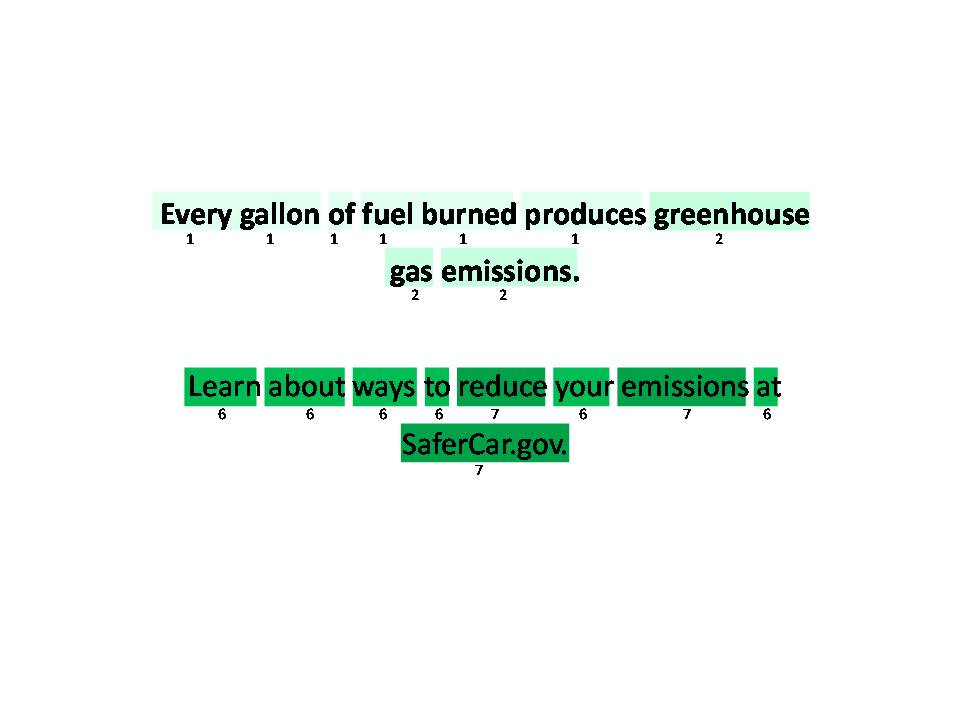 Every gallon of fuel burned produces greenhouse
1 1 1 1 1 1 2
gas emissions.
2 2
Learn about ways to reduce your emissions at
6 6 6 6 7 6 7 6
SaferCar.gov.
7